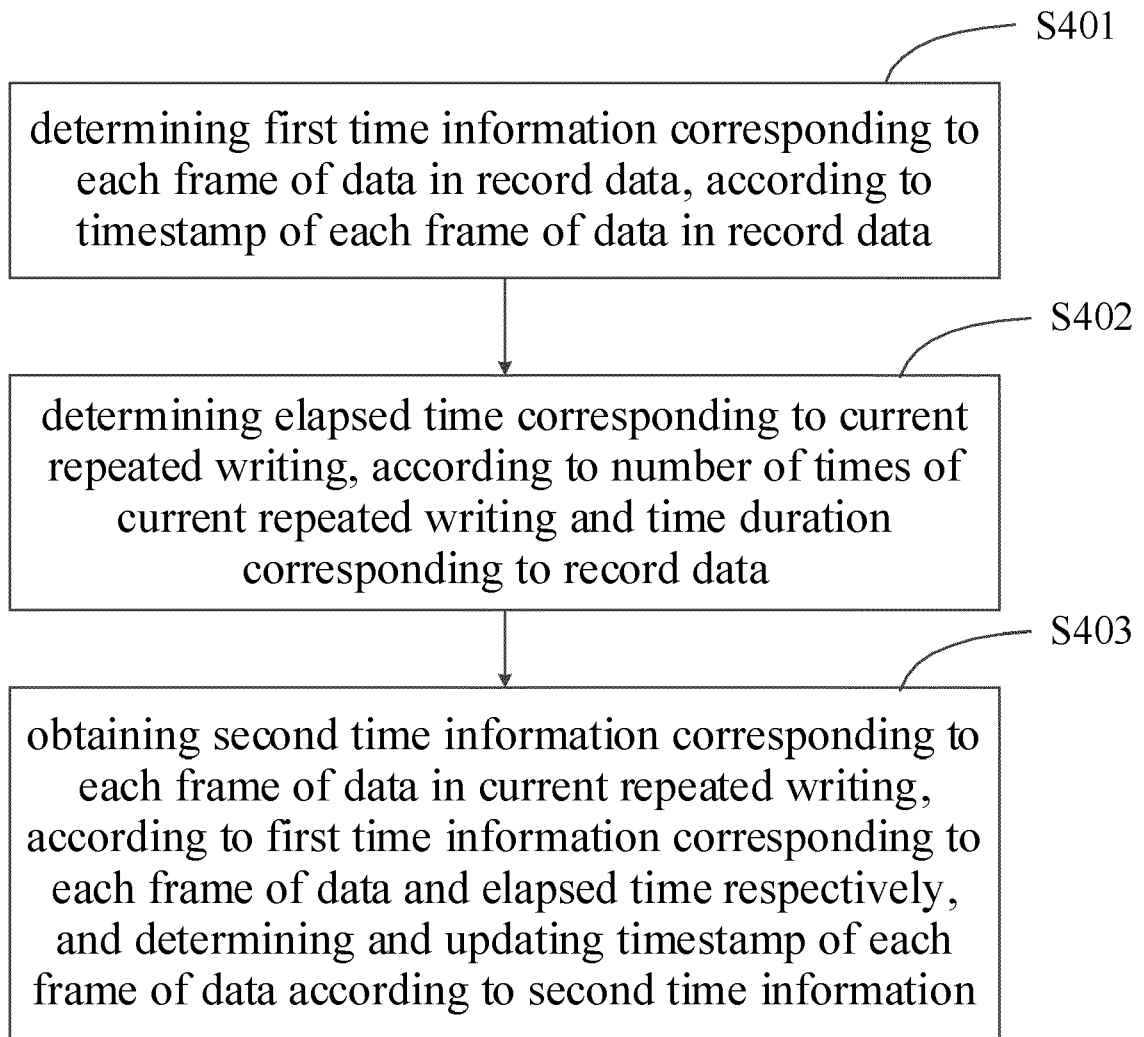 S401
determining first time information corresponding to
each frame of data in record data, according to
timestamp of each frame of data in record data
S402
determining elapsed time corresponding to current
repeated writing, according to number of times of
current repeated writing and time duration
corresponding to record data
S403
obtaining second time information corresponding to
each frame of data in current repeated writing,
according to first time information corresponding to
each frame of data and elapsed time respectively,
and determining and updating timestamp of each
frame of data according to second time information